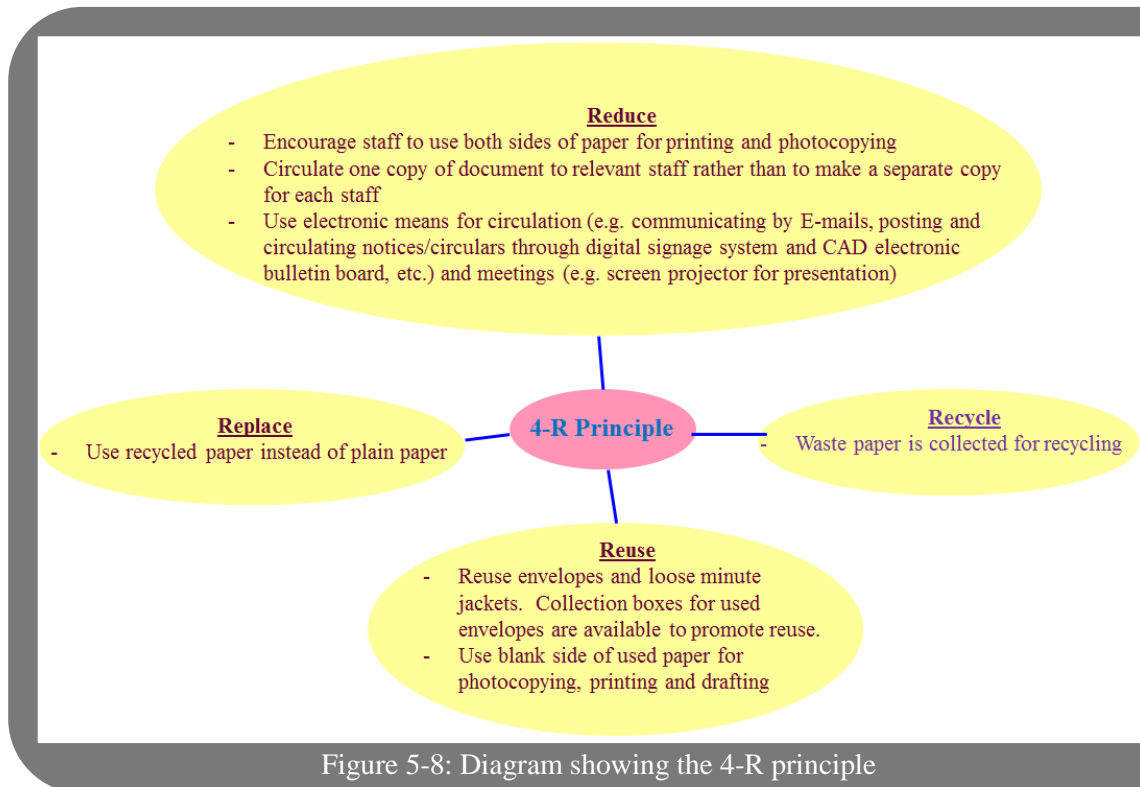 Reduce
- Encourage staff to use both sides of paper for printing and photocopying
- Circulate one copy of document to relevant staff rather than to make a separate copy
for each staff
- Use electronic means for circulation (e.g. communicating by E-mails, posting and
circulating notices/circulars through digital signage system and CAD electronic
bulletin board, etc.) and meetings (e.g. screen projector for presentation)
Replace
- Use recycled paper instead of plain paper
4-R Principle
Recycle
- Waste paper is collected for recycling
Reuse
- Reuse envelopes and loose minute
jackets. Collection boxes for used
envelopes are available to promote reuse.
- Use blank side of used paper for
photocopying, printing and drafting
Figure 5-8: Diagram showing the 4-R principle